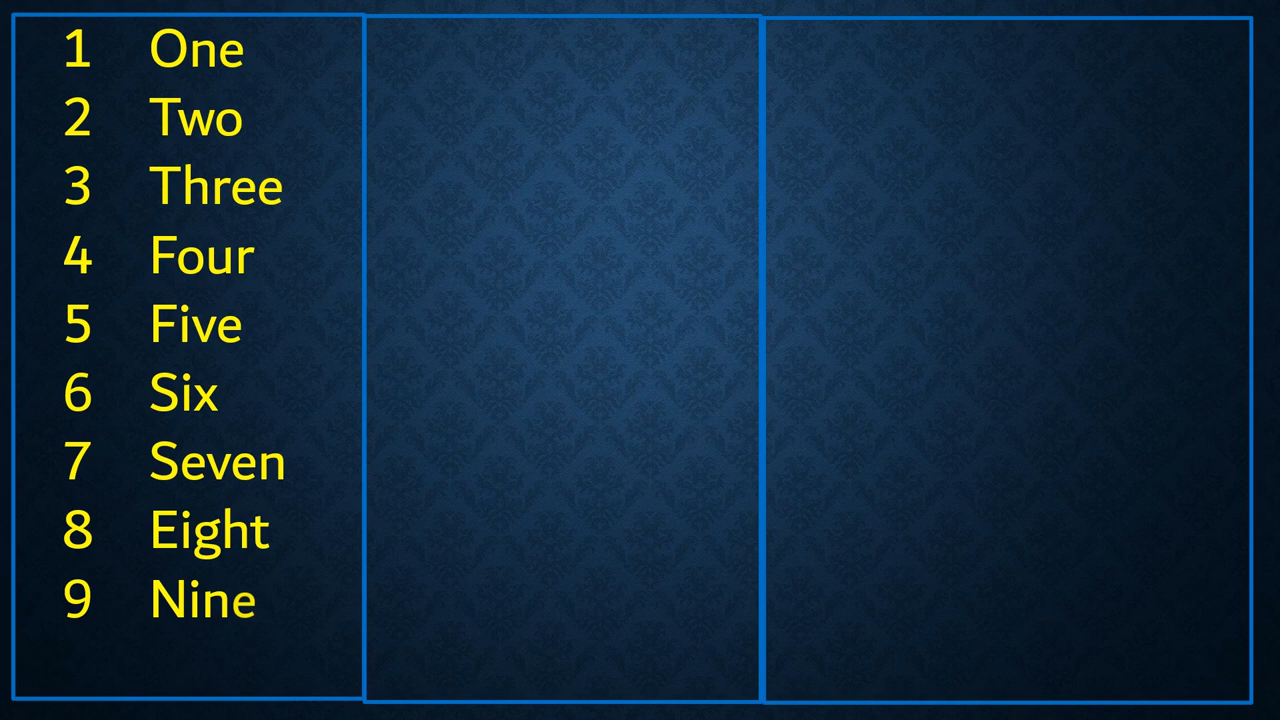 1 One
2 Two
3 Three
4 Four
5 Five
6 Six
7 Seven
8 Eight
9 Nine